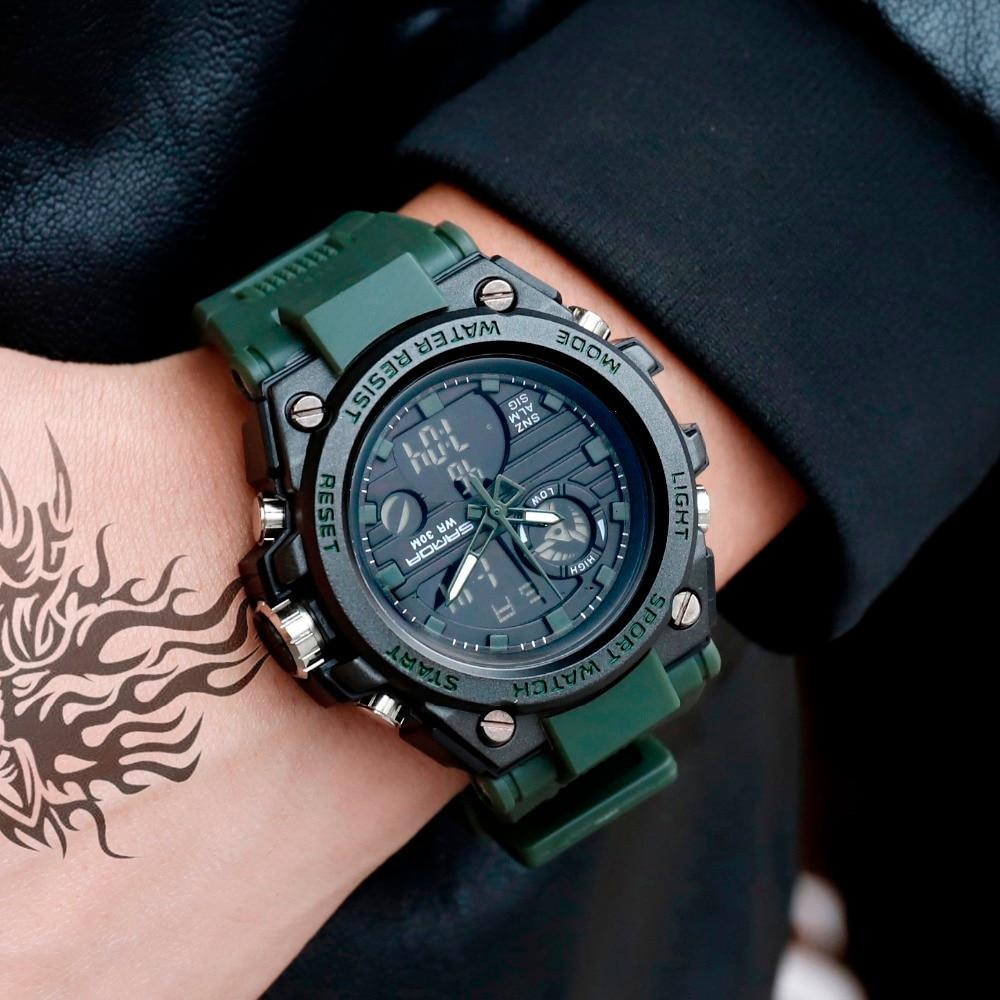 WATER RESIST
MODE
LIGHT
SPORT WATCH
START
RESET
SNZ
ALM
SIG
SANDA
WR 30M
LOW
HIGH